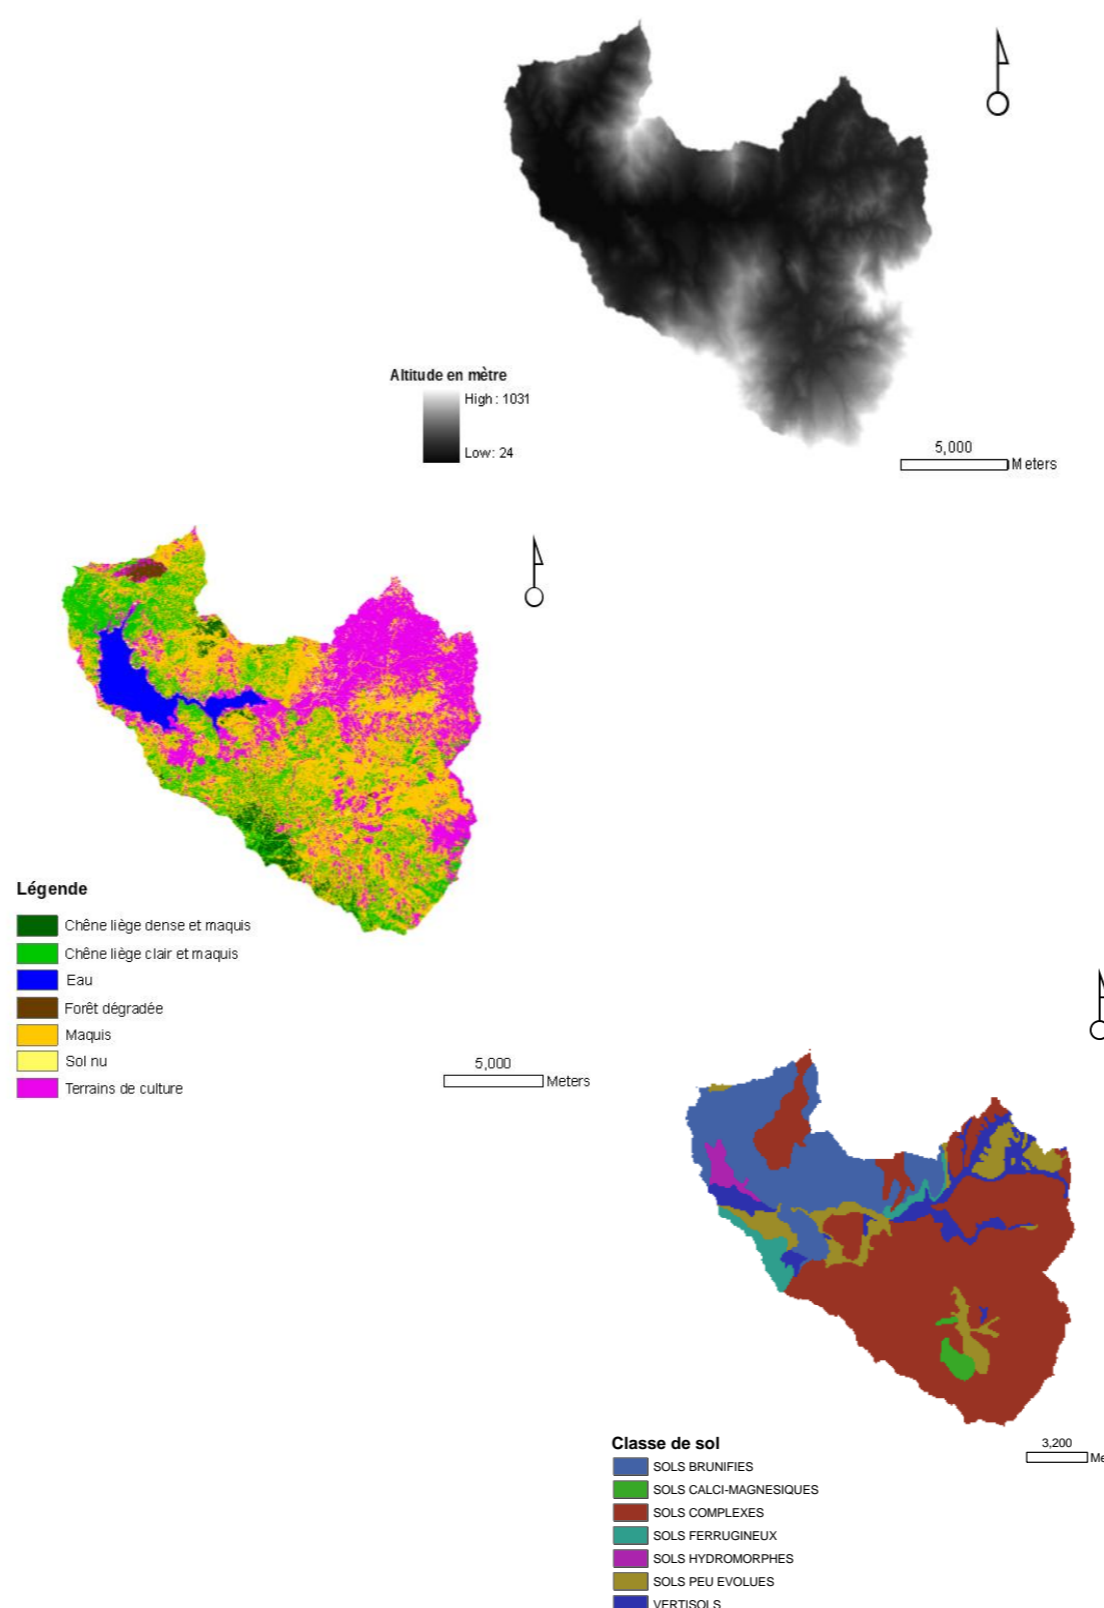 Altitude en mètre
High : 1031
Low: 24
5,000
Meters
Légende
Chêne liège dense et maquis
Chêne liège clair et maquis
Eau
Forêt dégradée
Maquis
Sol nu
Terrains de culture
5,000
Meters
Classe de sol
SOLS BRUNIFIES
SOLS CALCI-MAGNESIQUES
SOLS COMPLEXES
SOLS FERRUGINEUX
SOLS HYDROMORPHES
SOLS PEU EVOLUES
VERTISOLS
3,200
Me